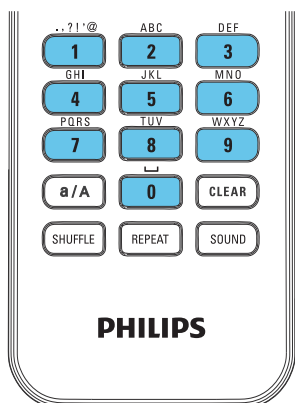 .,?!'@ ABC DEF
1 2 3
GHI JKL MNO
4 5 6
PQRS TUV WXYZ
7 8 9
a/A 0 CLEAR
SHUFFLE REPEAT SOUND
PHILIPS